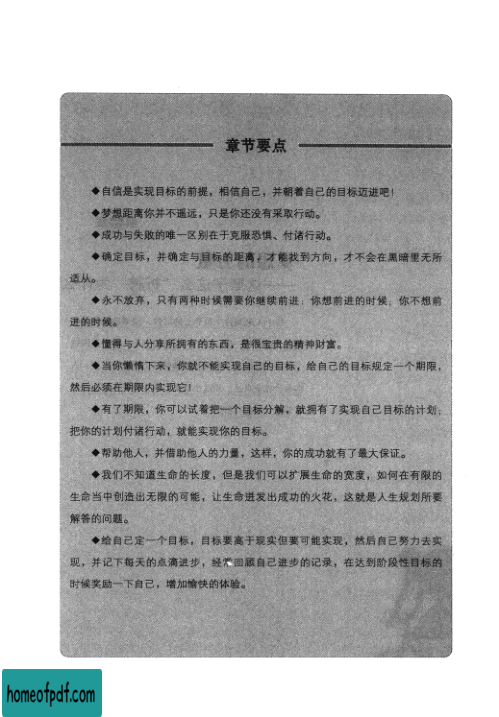 章节要点
◆自信是实现目标的前提，相信自己，并朝着自己的目标迈进吧！
◆梦想距离你并不遥远，只是你还没有采取行动。
◆成功与失败的唯一区别在于克服恐惧、付诸行动。
◆确定目标，并确定与目标的距离，才能找到方向，才不会在黑暗里无所
适从。
◆永不放弃，只有两种时候需要你继续前进：你想前进的时候；你不想前
进的时候。
◆懂得与人分享所拥有的东西，是很宝贵的精神财富。
◆当你懒惰下来，你就不能实现自己的目标，给自己的目标规定一个期限，
然后必须在期限内实现它！
◆有了期限，你可以试着把一个目标分解，就拥有了实现自己目标的计划；
把你的计划付诸行动，就能实现你的目标。
◆帮助他人，并借助他人的力量，这样，你的成功就有了最大保证。
◆我们不知道生命的长度，但是我们可以扩展生命的宽度，如何在有限的
生命当中创造出无限的可能，让生命迸发出成功的火花，这就是人生规划所要
解答的问题。
◆给自己定一个目标，目标要高于现实但要可能实现，然后自己努力去实
现，并记下每天的点滴进步，经常回顾自己进步的记录，在达到阶段性目标的
时候奖励一下自己，增加愉快的体验。
homeofpdf.com